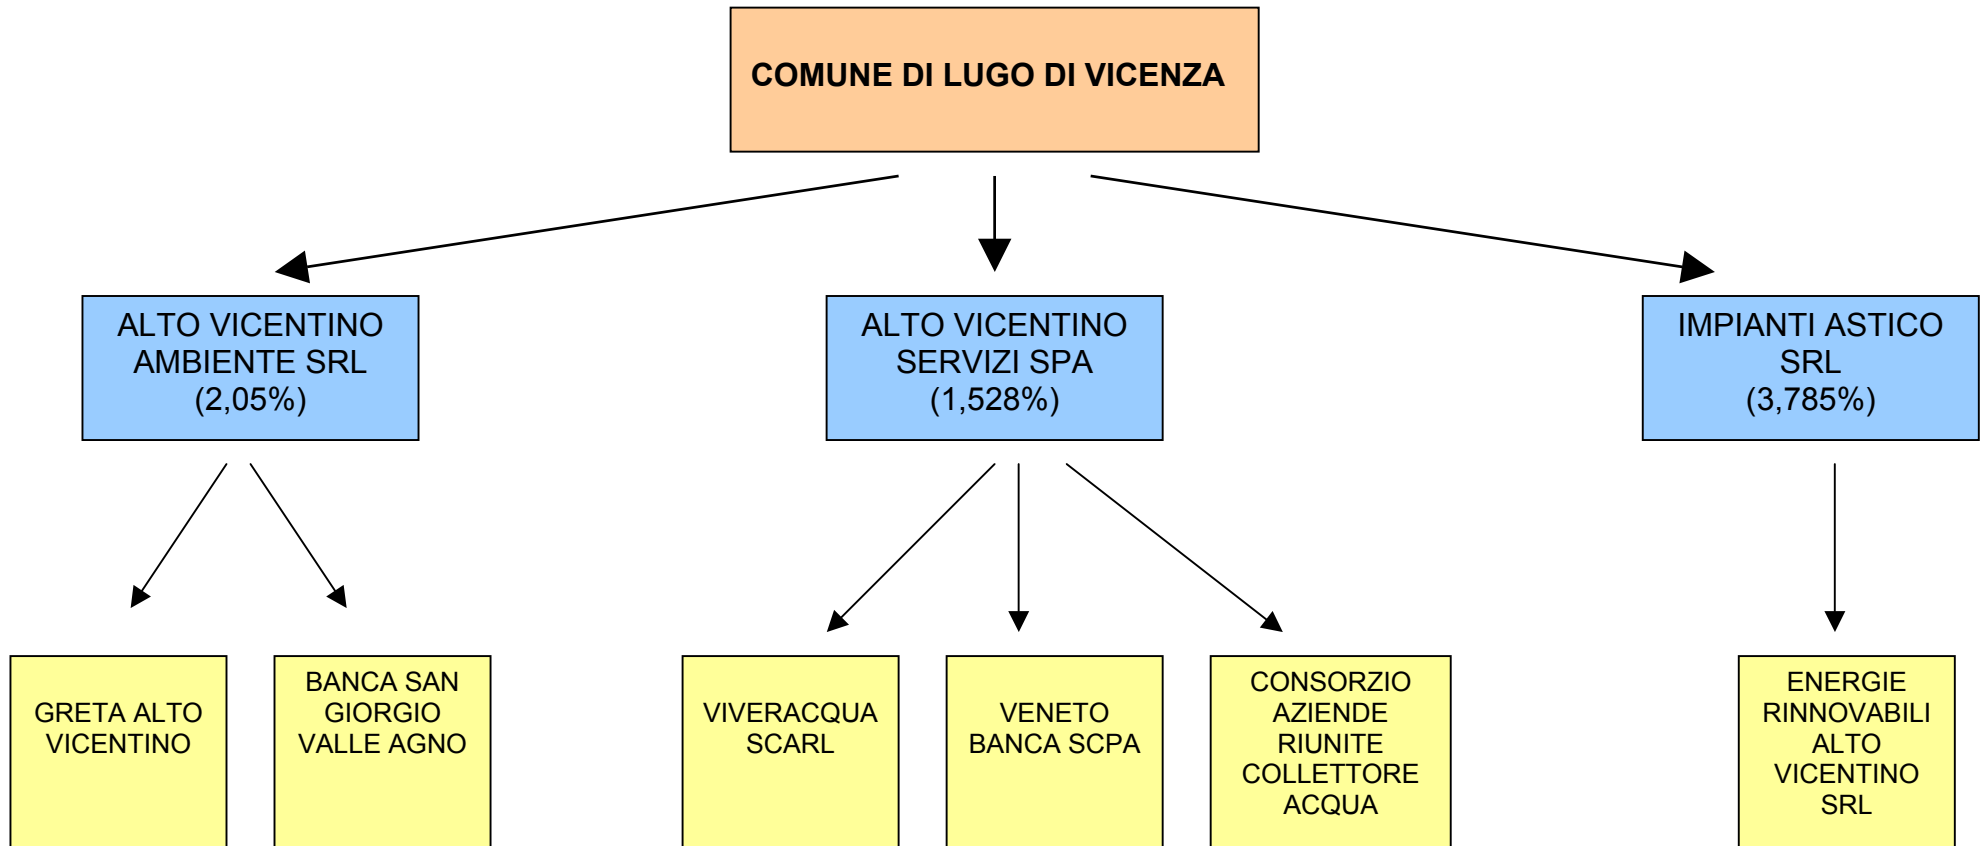 COMUNE DI LUGO DI VICENZA
ALTO VICENTINO
AMBIENTE SRL
(2,05%)
ALTO VICENTINO
SERVIZI SPA
(1,528%)
IMPIANTI ASTICO
SRL
(3,785%)
GRETA ALTO
VICENTINO
BANCA SAN
GIORGIO
VALLE AGNO
VIVERACQUA
SCARL
VENETO
BANCA SCPA
CONSORZIO
AZIENDE
RIUNITE
COLLETTORE
ACQUA
ENERGIE
RINNOVABILI
ALTO
VICENTINO
SRL